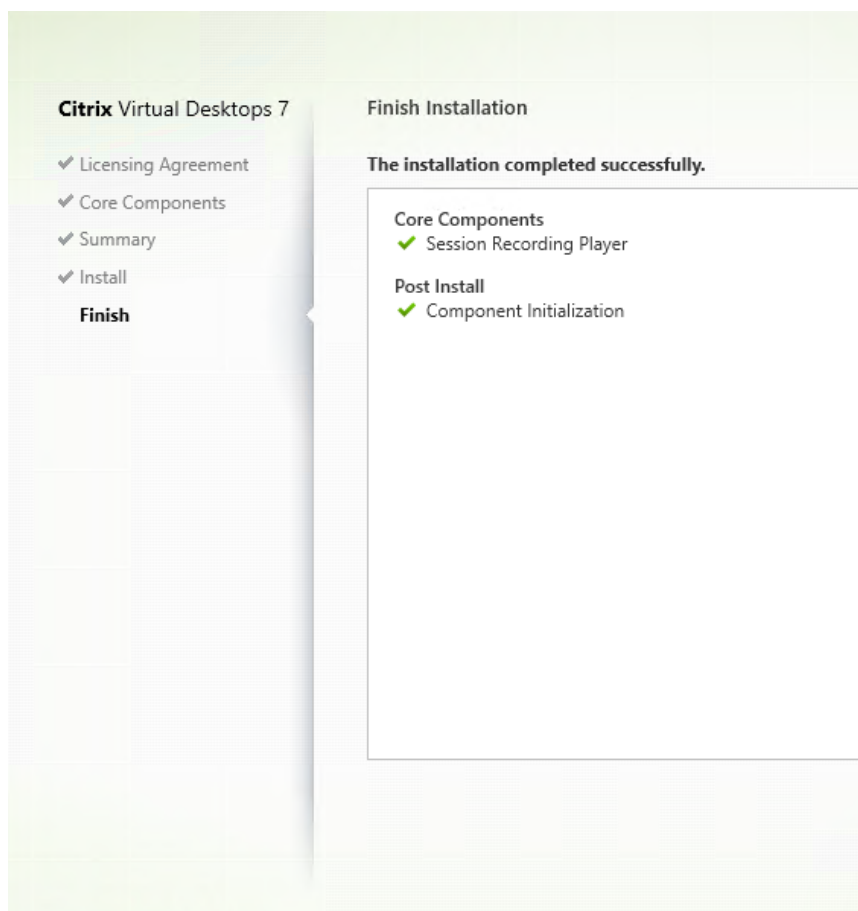 Citrix Virtual Desktops 7
Licensing Agreement
Core Components
Summary
Install
Finish
Finish Installation
The installation completed successfully.
Core Components
Session Recording Player
Post Install
Component Initialization